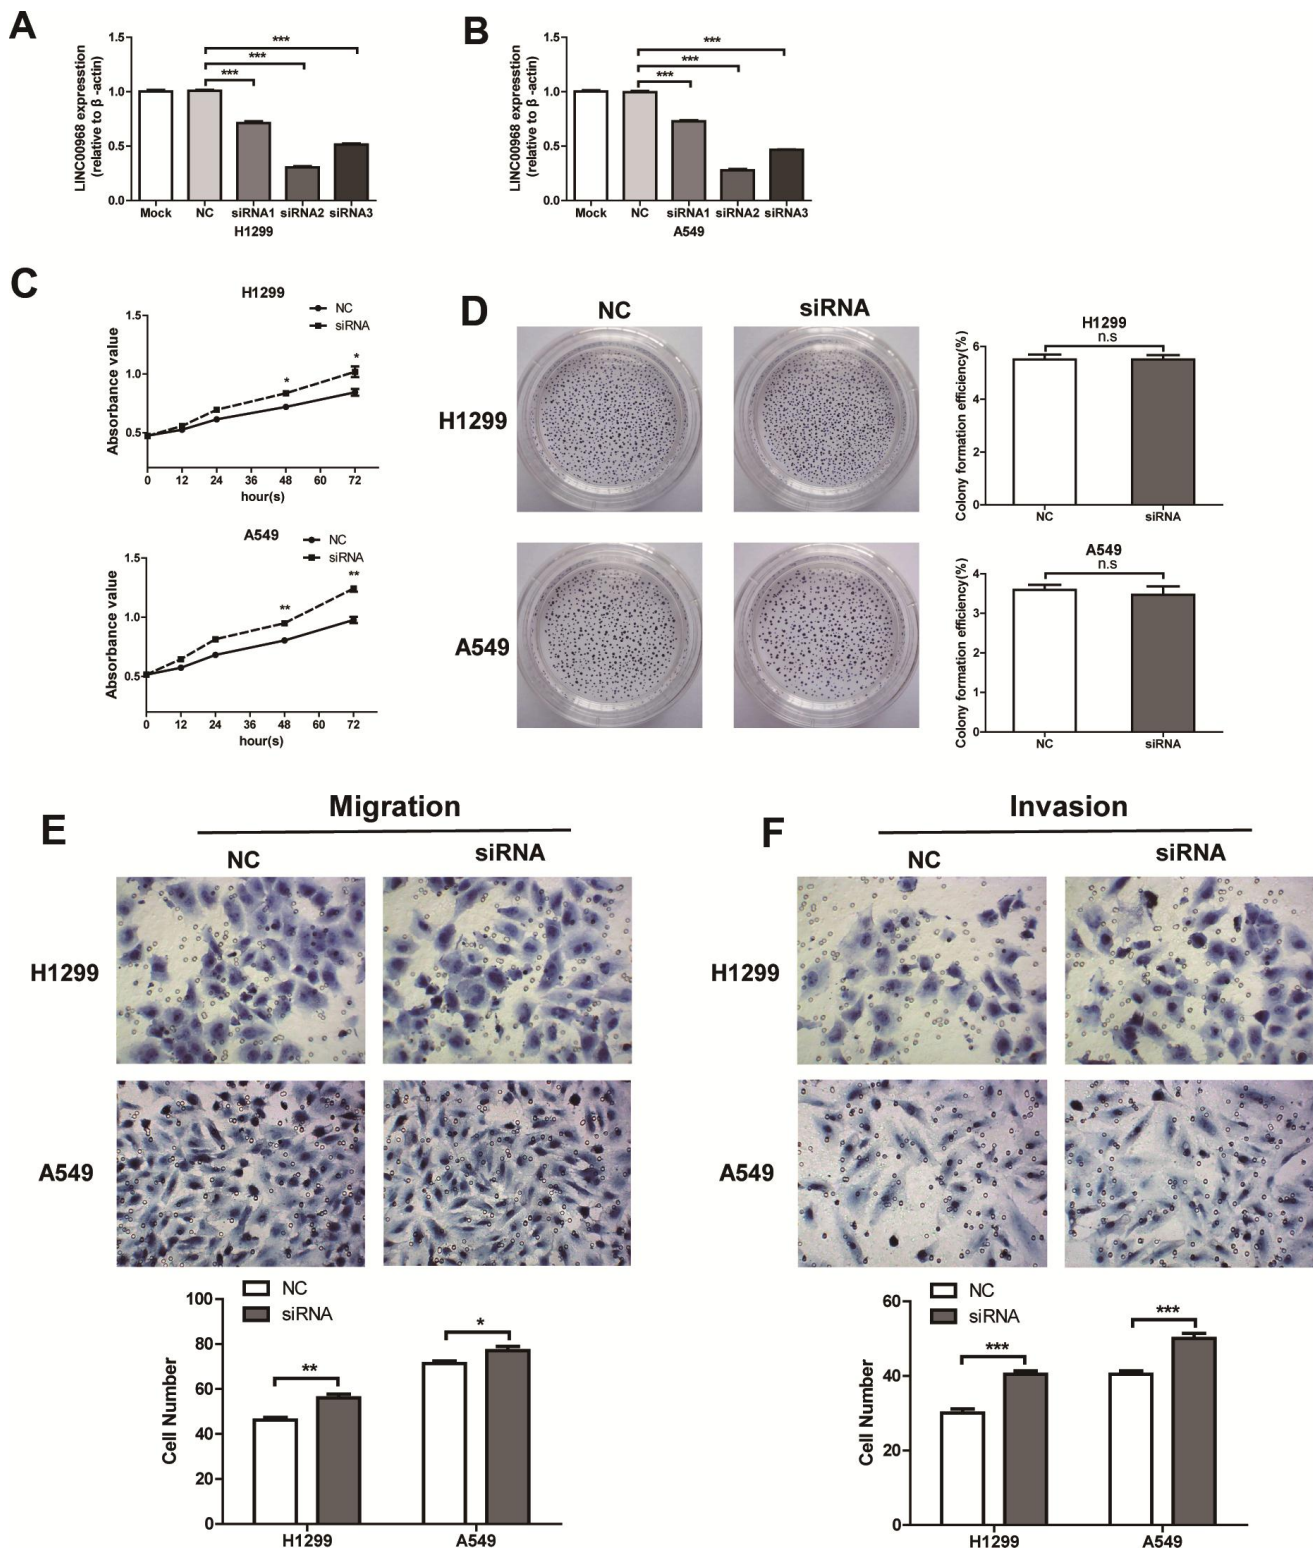 A
LINC00968 expresstion
(relative to β -actin)
1.5
1.0
0.5
0.0
***
***
***
Mock NC siRNA1 siRNA2 siRNA3
H1299
B
LINC00968 expresstion
(relative to β -actin)
1.5
1.0
0.5
0.0
***
***
***
Mock NC siRNA1 siRNA2 siRNA3
A549
C
H1299
NC
siRNA
Absorbance value
1.5
1.0
0.5
*
*
0 12 24 36 48 60 72
hour(s)
A549
NC
siRNA
Absorbance value
1.5
1.0
0.5
**
**
0 12 24 36 48 60 72
hour(s)
D
NC siRNA
H1299
A549
H1299
n.s
Colony formation efficiency(%)
6
4
2
0
NC siRNA
A549
n.s
Colony formation efficiency(%)
4
3
2
1
0
NC siRNA
E
Migration
NC siRNA
H1299
A549
NC
siRNA
Cell Number
100
80
60
40
20
0
**
*
H1299 A549
F
Invasion
NC siRNA
H1299
A549
NC
siRNA
Cell Number
60
40
20
0
***
***
H1299 A549